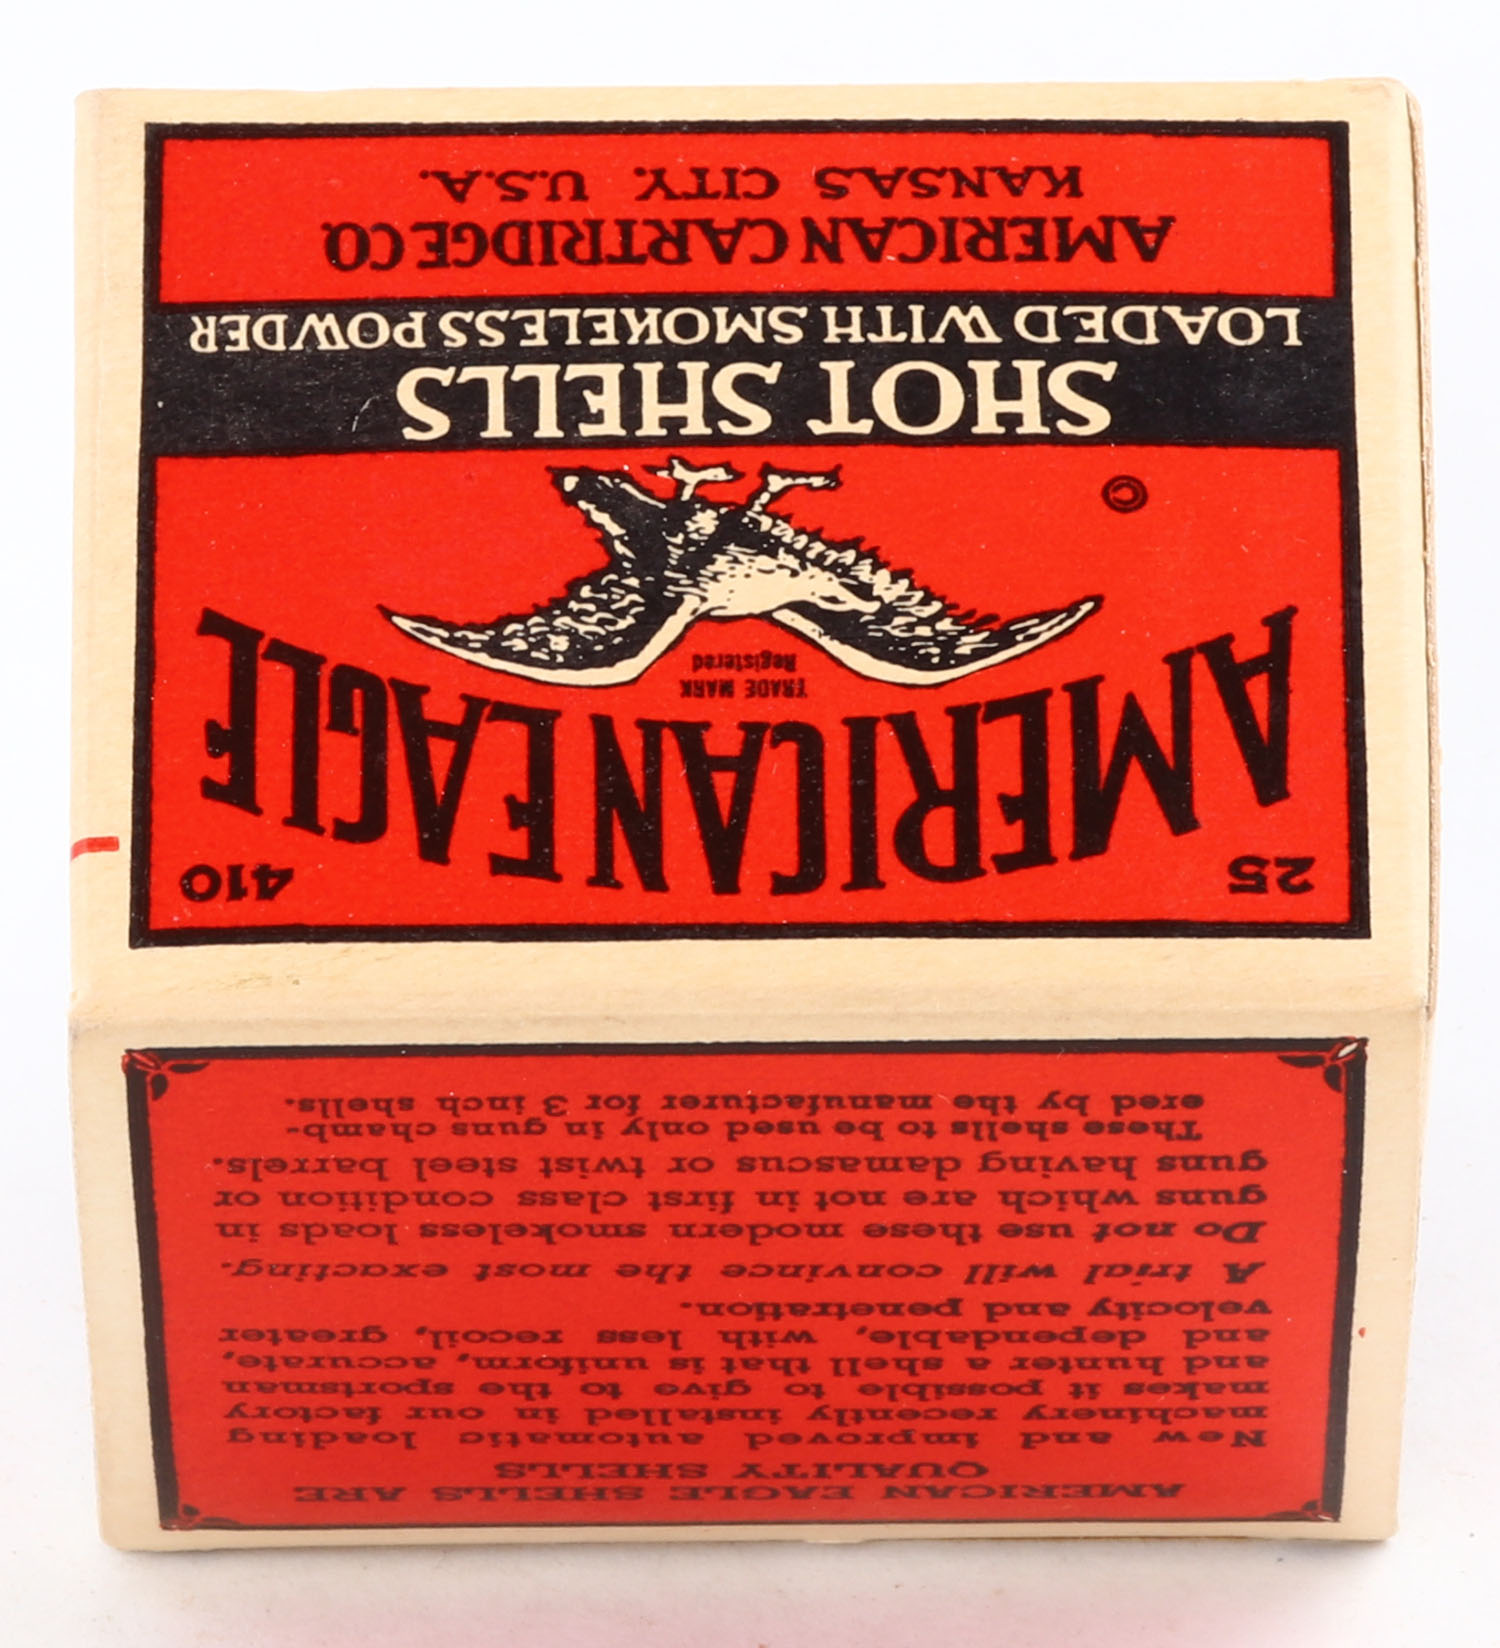 AMERICAN EAGLE SHELLS ARE
QUALITY SHELLS
New and improved automatic loading
machinery recently installed in our factory
makes it possible to give to the sportsman
and hunter a shell that is uniform, accurate,
and dependable, with less recoil, greater
velocity and penetration.
A trial will convince the most exacting.
Do not use these modern smokeless loads in
guns which are not in first class condition or
guns having damascus or twist steel barrels.
These shells to be used only in guns chamb-
ered by the manufacturer for 3 inch shells.
25 410
AMERICAN EAGLE
TRADE MARK
Registered
©
SHOT SHELLS
LOADED WITH SMOKELESS POWDER
AMERICAN CARTRIDGE CO.
KANSAS CITY. U.S.A.